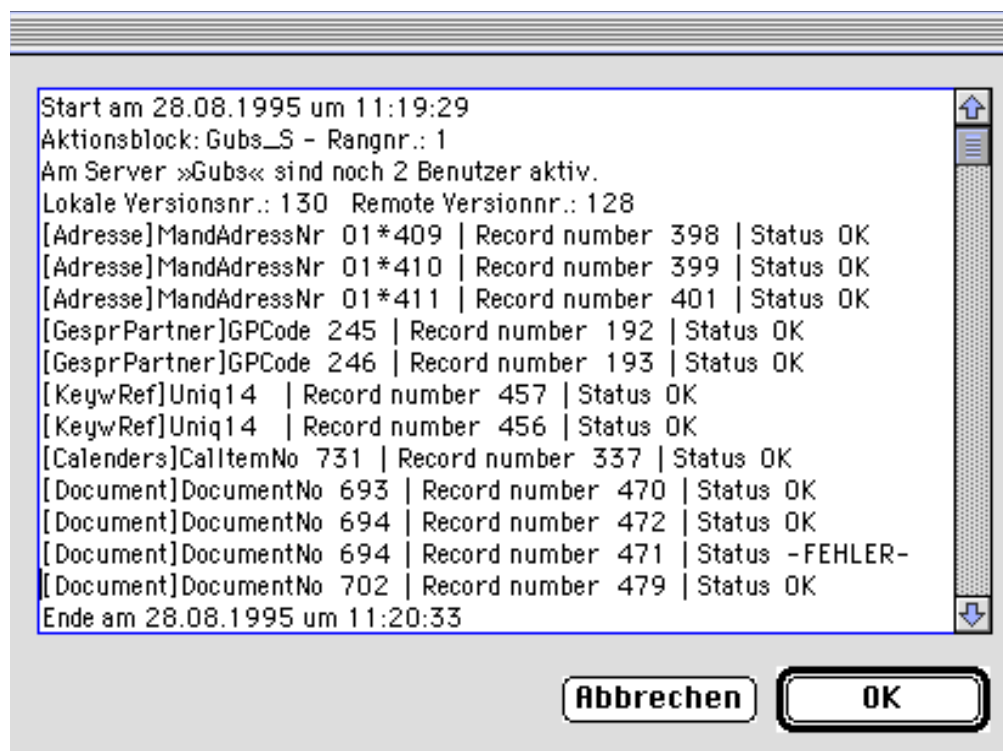 Start am 28.08.1995 um 11:19:29
Aktionsblock: Gubs_S - Rangnr.: 1
Am Server »Gubs« sind noch 2 Benutzer aktiv.
Lokale Versionsnr.: 130 Remote Versionnr.: 128
[Adresse]MandAdressNr 01*409 | Record number 398 | Status OK
[Adresse]MandAdressNr 01*410 | Record number 399 | Status OK
[Adresse]MandAdressNr 01*411 | Record number 401 | Status OK
[GesprPartner]GPCode 245 | Record number 192 | Status OK
[GesprPartner]GPCode 246 | Record number 193 | Status OK
[KeywRef]Uniq14 | Record number 457 | Status OK
[KeywRef]Uniq14 | Record number 456 | Status OK
[Calenders]CalItemNo 731 | Record number 337 | Status OK
[Document]DocumentNo 693 | Record number 470 | Status OK
[Document]DocumentNo 694 | Record number 472 | Status OK
[Document]DocumentNo 694 | Record number 471 | Status -FEHLER-
[Document]DocumentNo 702 | Record number 479 | Status OK
Ende am 28.08.1995 um 11:20:33
Abbrechen OK